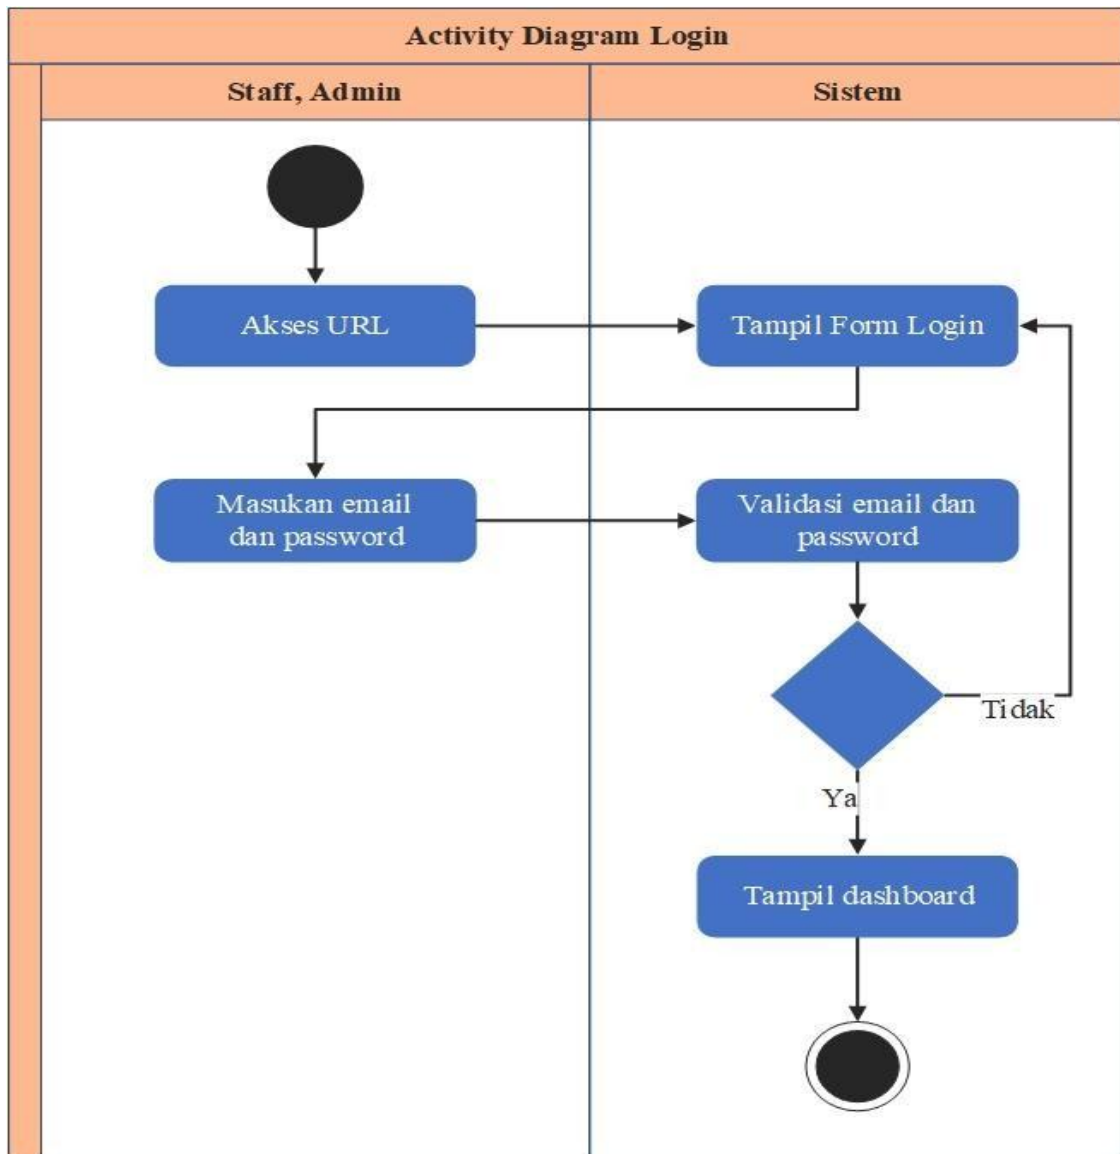 Activity Diagram Login
Staff, Admin
Sistem
Akses URL
Tampil Form Login
Masukan email
dan password
Validasi email dan
password
Tidak
Ya
Tampil dashboard